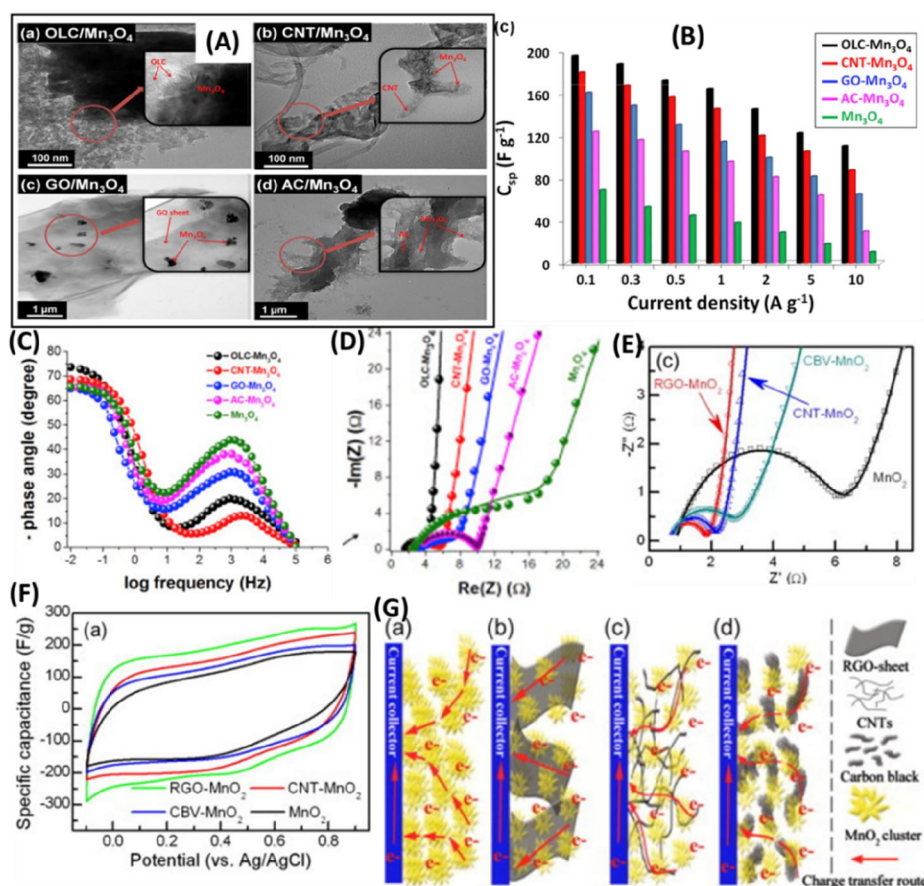 (a) OLC/Mn₃O₄
(A)
OLC
Mn₃O₄
100 nm
(b) CNT/Mn₃O₄
Mn₃O₄
CNT
100 nm
(c) GO/Mn₃O₄
GO sheet
Mn₃O₄
1 µm
(d) AC/Mn₃O₄
AC
Mn₃O₄
1 µm
(c)
(B)
Csp (F g⁻¹)
200
160
120
80
40
0
0.1 0.3 0.5 1 2 5 10
Current density (A g⁻¹)
OLC-Mn₃O₄
CNT-Mn₃O₄
GO-Mn₃O₄
AC-Mn₃O₄
Mn₃O₄
(C)
- phase angle (degree)
80
70
60
50
40
30
20
10
0
-2 -1 0 1 2 3 4 5 6
log frequency (Hz)
OLC-Mn₃O₄
CNT-Mn₃O₄
GO-Mn₃O₄
AC-Mn₃O₄
Mn₃O₄
(D)
-Im(Z) (Ω)
24
20
16
12
8
4
0
0 4 8 12 16 20 24
Re(Z) (Ω)
OLC-Mn₃O₄
CNT-Mn₃O₄
GO-Mn₃O₄
AC-Mn₃O₄
Mn₃O₄
(E)
(c)
-Z'' (Ω)
4
3
2
1
0
0 2 4 6 8
Z' (Ω)
RGO-MnO₂
CBV-MnO₂
CNT-MnO₂
MnO₂
(F)
(a)
Specific capacitance (F/g)
300
200
100
0
-100
-200
-300
0.0 0.2 0.4 0.6 0.8
Potential (vs. Ag/AgCl)
RGO-MnO₂ CNT-MnO₂
CBV-MnO₂ MnO₂
(G)
(a)
Current collector
e-
e-
e-
e-
(b)
Current collector
e-
e-
e-
e-
(c)
Current collector
e-
e-
e-
e-
(d)
Current collector
e-
e-
e-
e-
RGO-sheet
CNTs
Carbon black
MnO₂ cluster
Charge transfer route